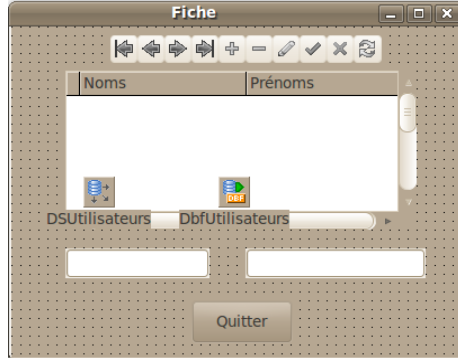 Fiche
Noms Prénoms
DBF
DSUtilisateurs DbfUtilisateurs
Quitter